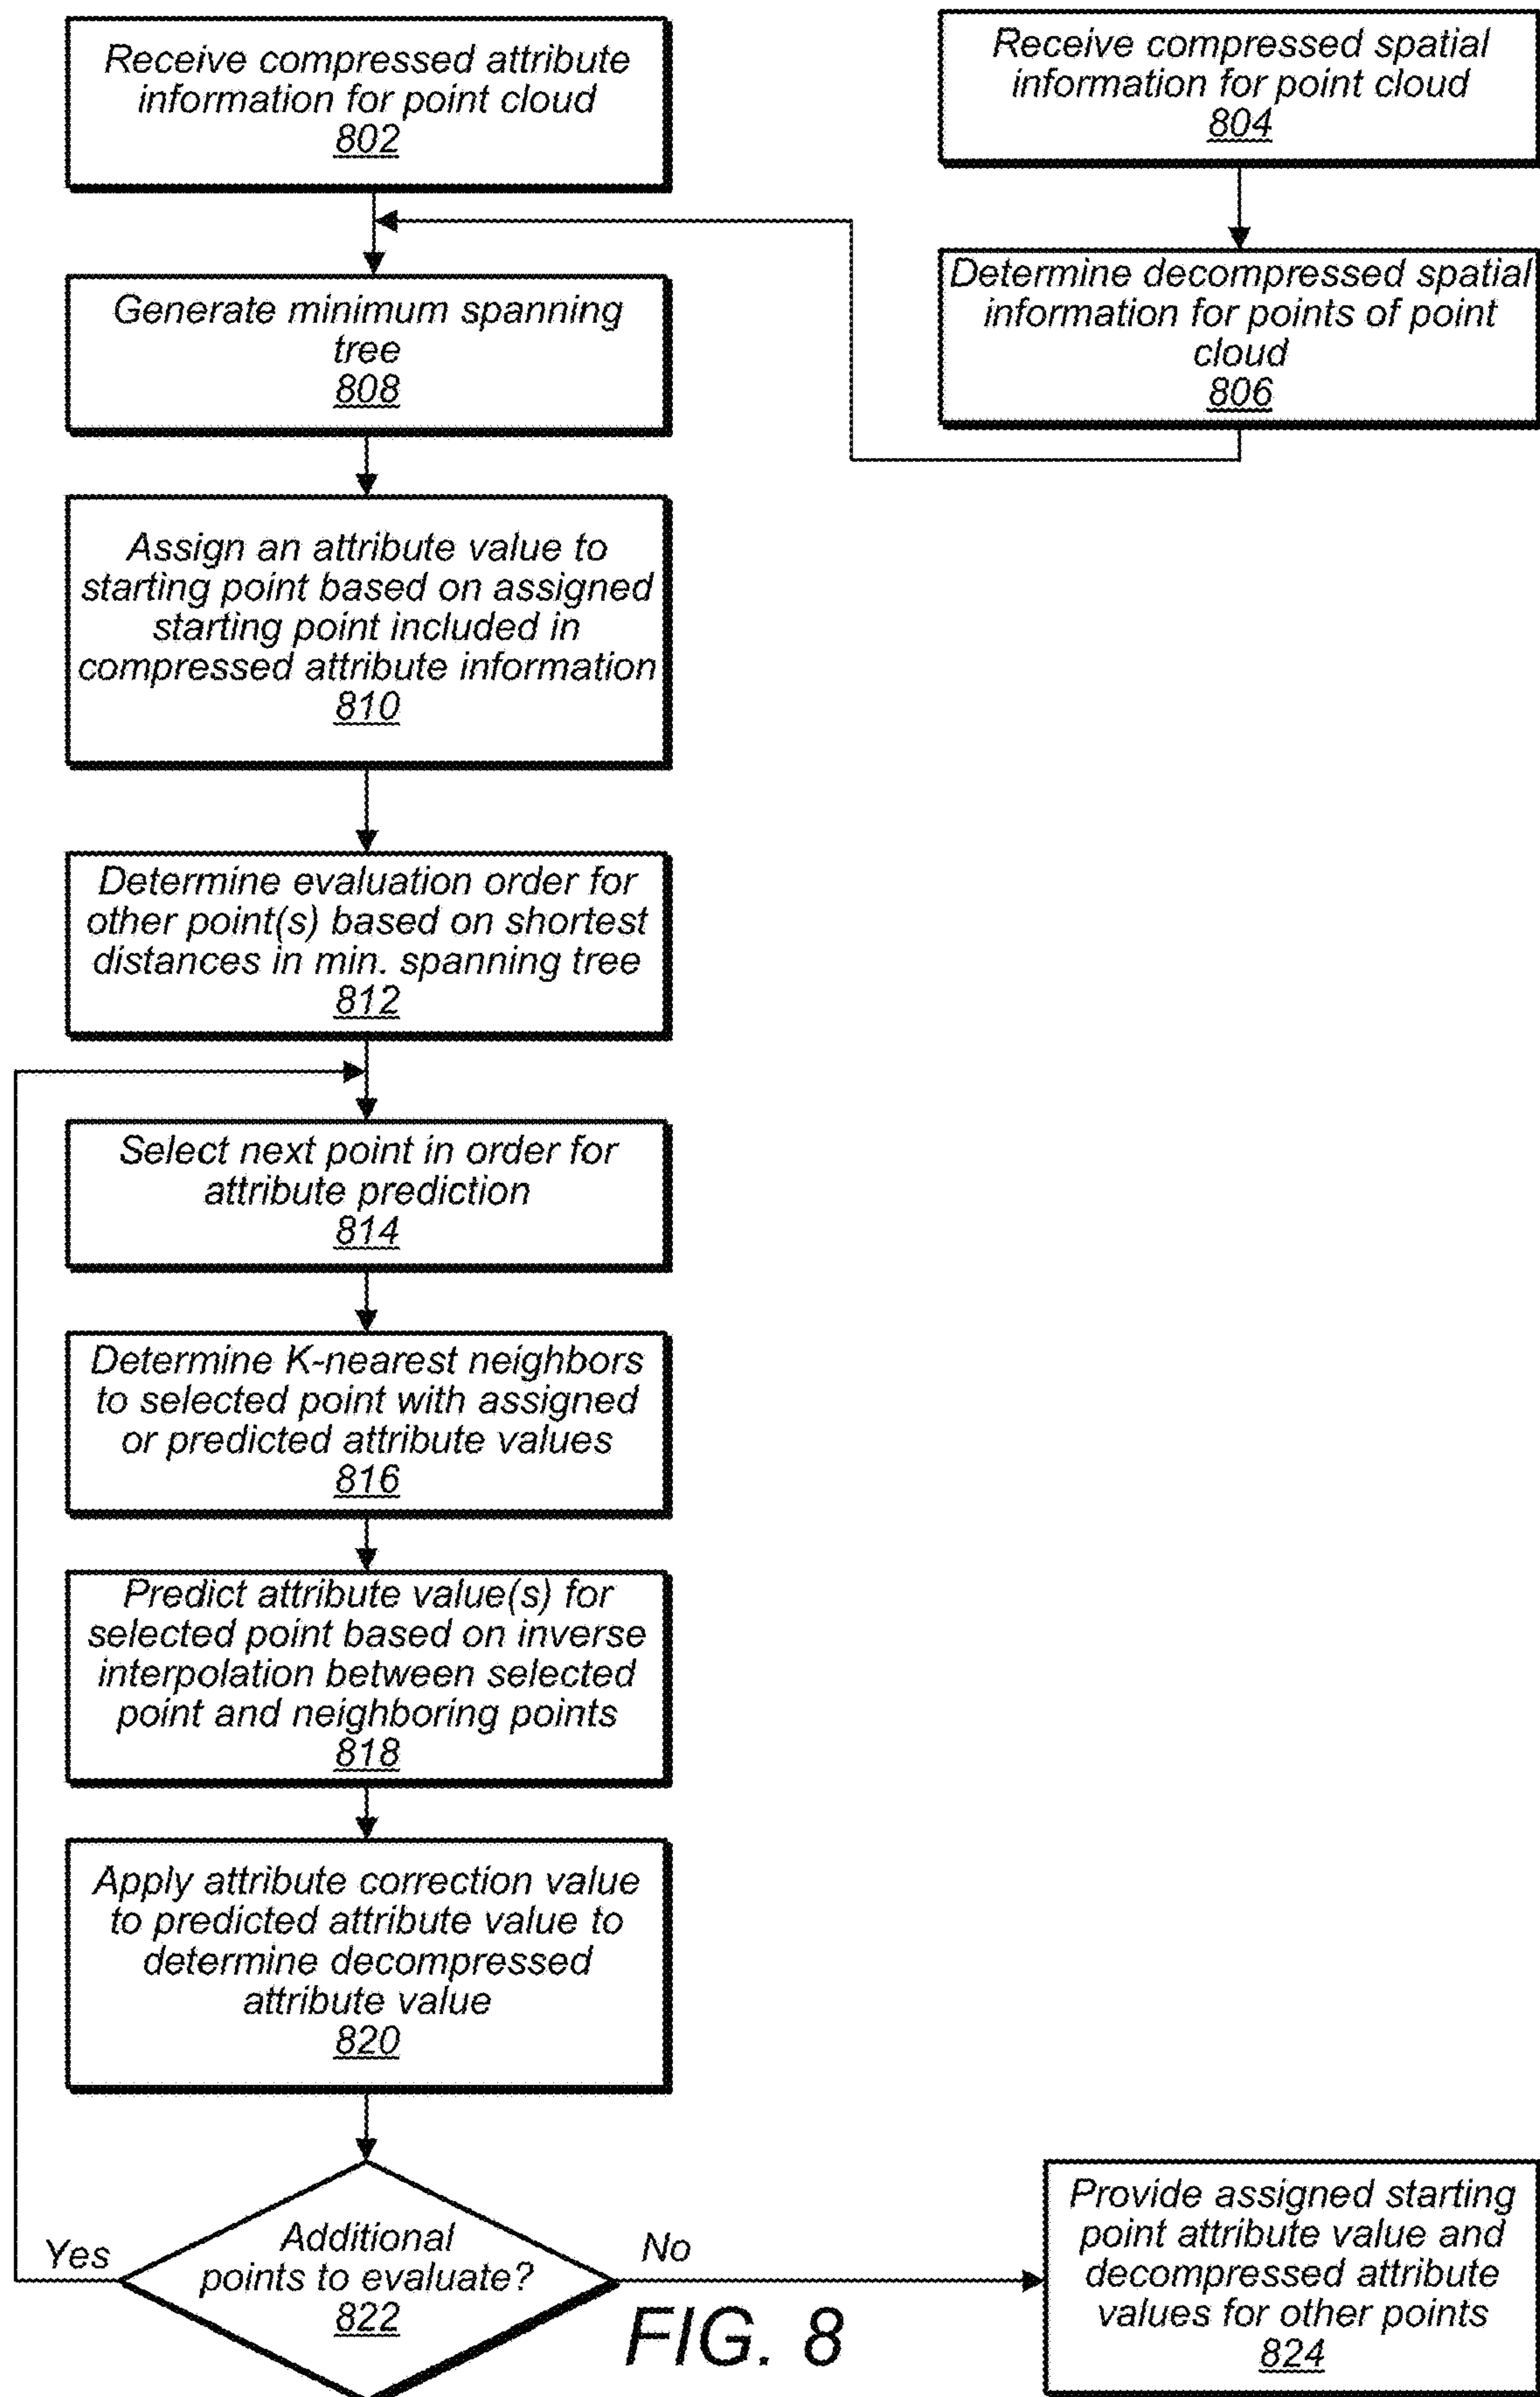 Receive compressed attribute
information for point cloud
802
Receive compressed spatial
information for point cloud
804
Determine decompressed spatial
information for points of point
cloud
806
Generate minimum spanning
tree
808
Assign an attribute value to
starting point based on assigned
starting point included in
compressed attribute information
810
Determine evaluation order for
other point(s) based on shortest
distances in min. spanning tree
812
Select next point in order for
attribute prediction
814
Determine K-nearest neighbors
to selected point with assigned
or predicted attribute values
816
Predict attribute value(s) for
selected point based on inverse
interpolation between selected
point and neighboring points
818
Apply attribute correction value
to predicted attribute value to
determine decompressed
attribute value
820
Additional
points to evaluate?
822
Yes
No
Provide assigned starting
point attribute value and
decompressed attribute
values for other points
824
FIG. 8